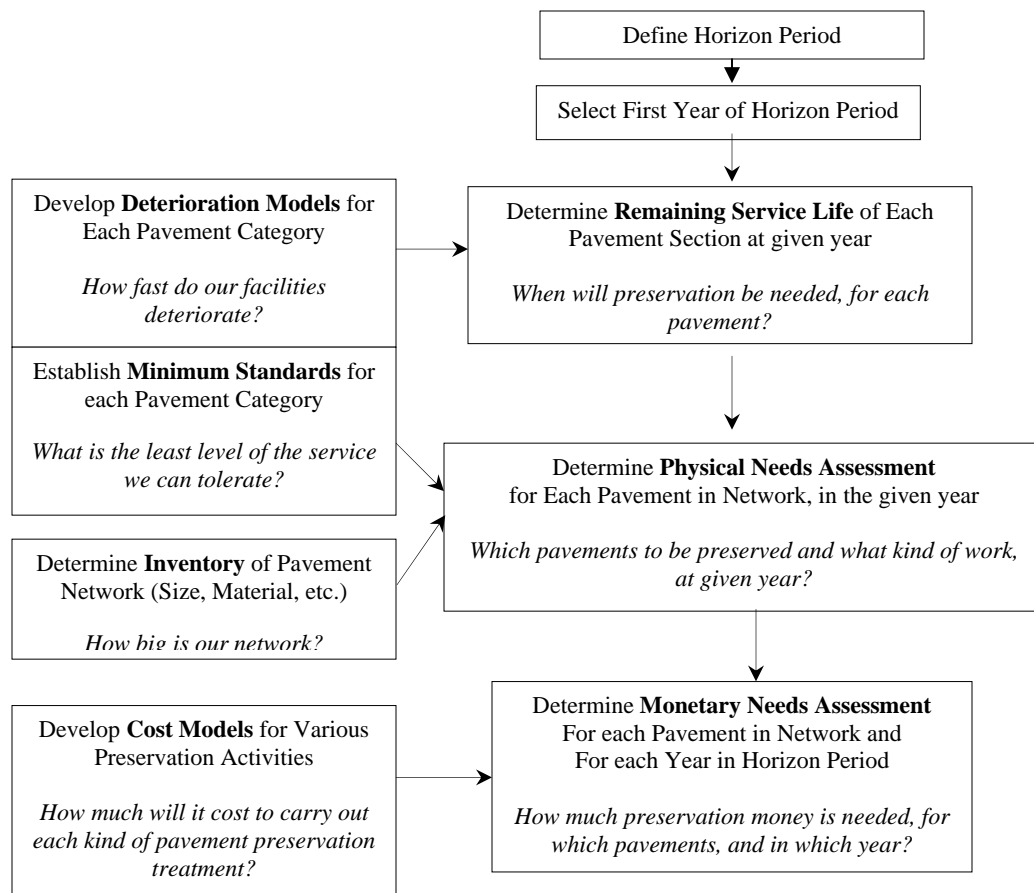 Define Horizon Period
Select First Year of Horizon Period
Develop Deterioration Models for
Each Pavement Category
How fast do our facilities
deteriorate?
Determine Remaining Service Life of Each
Pavement Section at given year
When will preservation be needed, for each
pavement?
Establish Minimum Standards for
each Pavement Category
What is the least level of the service
we can tolerate?
Determine Physical Needs Assessment
for Each Pavement in Network, in the given year
Which pavements to be preserved and what kind of work,
at given year?
Determine Inventory of Pavement
Network (Size, Material, etc.)
How big is our network?
Develop Cost Models for Various
Preservation Activities
How much will it cost to carry out
each kind of pavement preservation
treatment?
Determine Monetary Needs Assessment
For each Pavement in Network and
For each Year in Horizon Period
How much preservation money is needed, for
which pavements, and in which year?